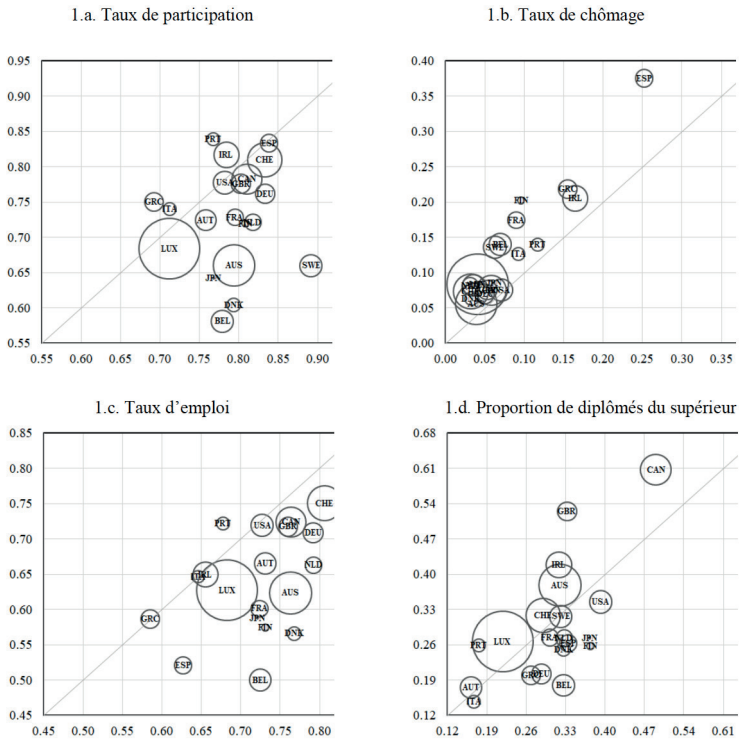 1.a. Taux de participation
0.95
0.90
0.85
0.80
0.75
0.70
0.65
0.60
0.55
PRT
ESP
IRL
CHE
CAN
USA
GBR
DEU
GRC
ITA
AUT
FRA
NLD
LUX
AUS
SWE
JPN
DNK
BEL
0.55 0.60 0.65 0.70 0.75 0.80 0.85 0.90
1.b. Taux de chômage
0.40
0.35
0.30
0.25
0.20
0.15
0.10
0.05
0.00
ESP
GRC
FIN
IRL
FRA
BEL
SWE
PRT
ITA
DNK
0.00 0.05 0.10 0.15 0.20 0.25 0.30 0.35
1.c. Taux d’emploi
0.85
0.80
0.75
0.70
0.65
0.60
0.55
0.50
0.45
CHE
PRT
USA
CAN
GBR
DEU
AUT
NLD
IRL
ITA
LUX
AUS
FRA
GRC
JPN
FIN
DNK
ESP
BEL
0.45 0.50 0.55 0.60 0.65 0.70 0.75 0.80
1.d. Proportion de diplômés du supérieur
0.68
0.61
0.54
0.47
0.40
0.33
0.26
0.19
0.12
CAN
GBR
IRL
AUS
USA
CHE
SWE
LUX
PRT
FRA
NLD
JPN
ESP
FIN
DNK
GRC
DEU
BEL
AUT
ITA
0.12 0.19 0.26 0.33 0.40 0.47 0.54 0.61